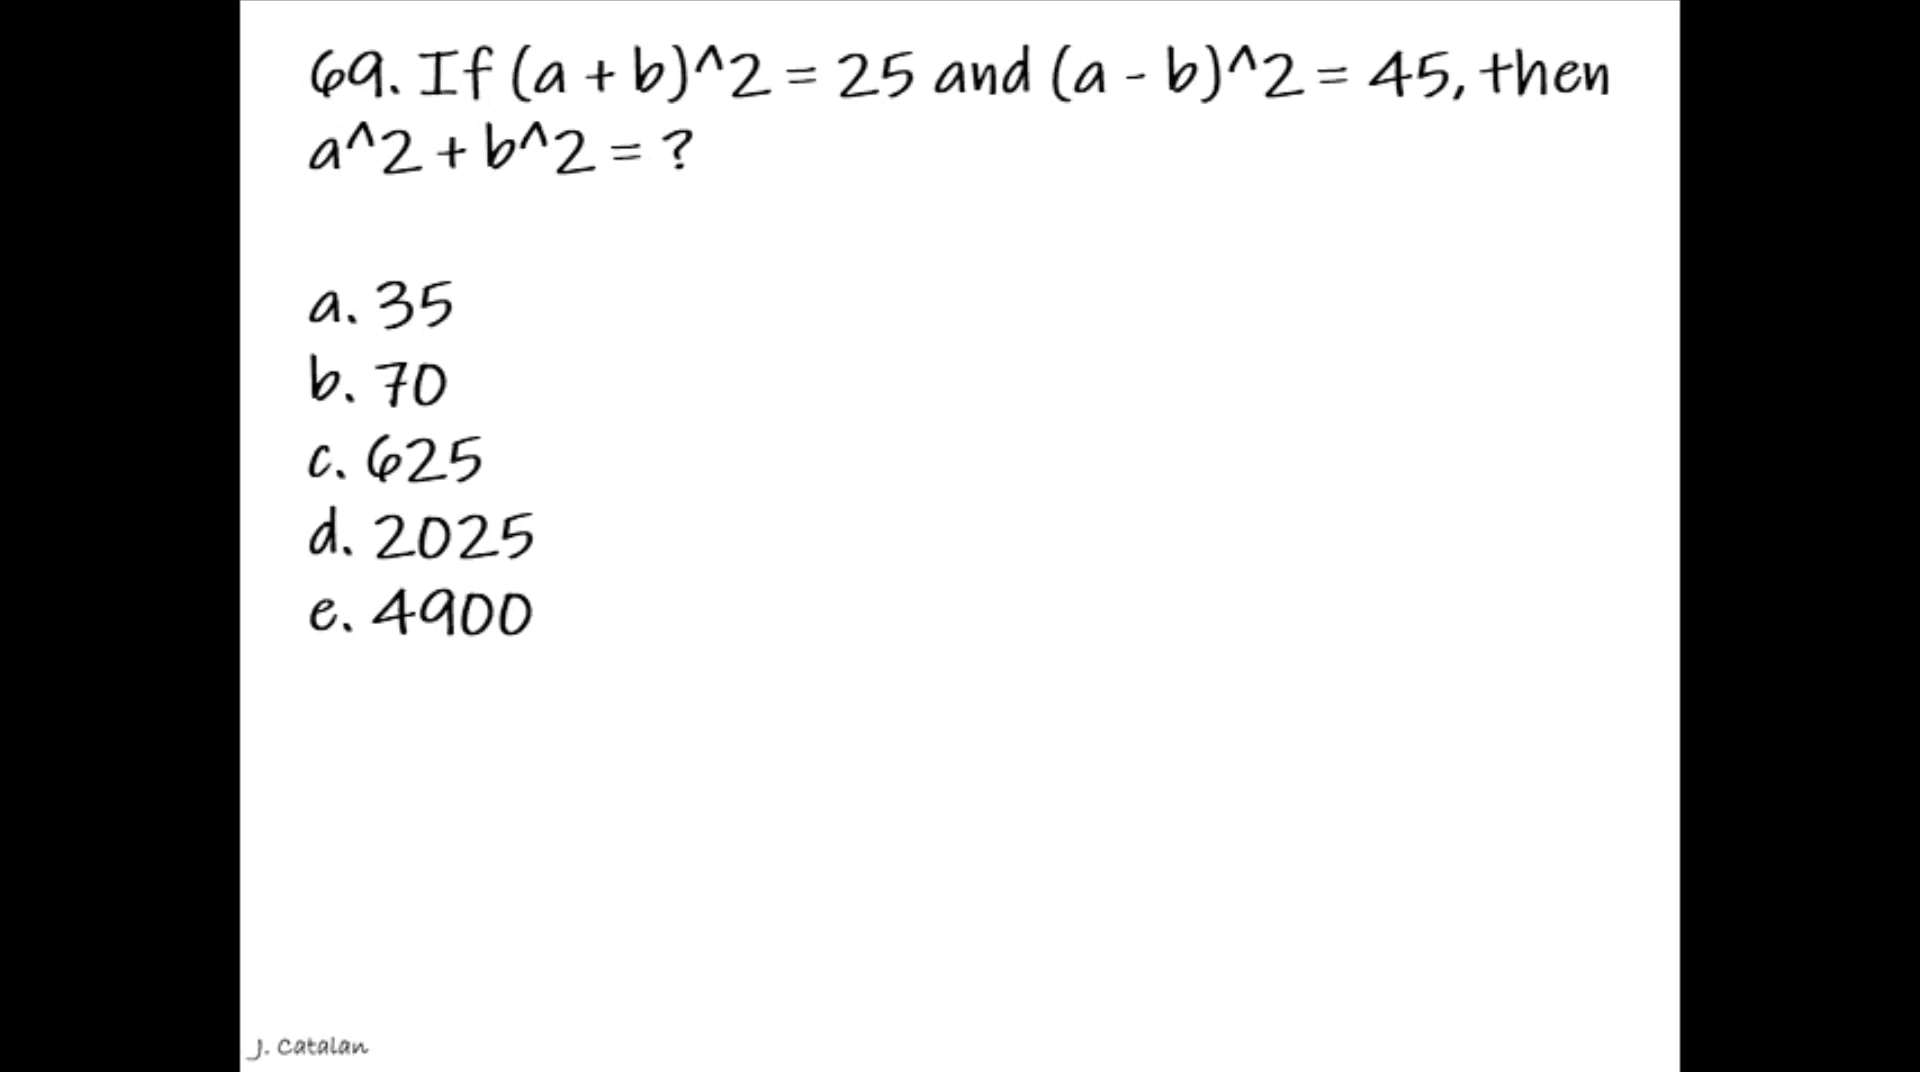 69. If (a + b)^2 = 25 and (a - b)^2 = 45, then
a^2 + b^2 = ?
a. 35
b. 70
c. 625
d. 2025
e. 4900
J. Catalan